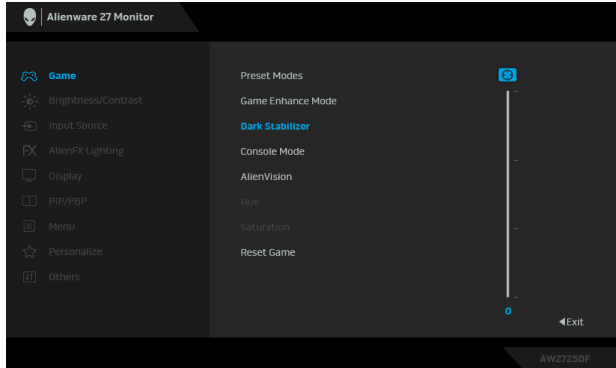 Alienware 27 Monitor
Game
Brightness/Contrast
Input Source
FX AlienFX Lighting
Display
PIP/PBP
Menu
Personalize
Others
Preset Modes
Game Enhance Mode
Dark Stabilizer
Console Mode
AlienVision
Hue
Saturation
Reset Game
0
Exit
AW2725DF